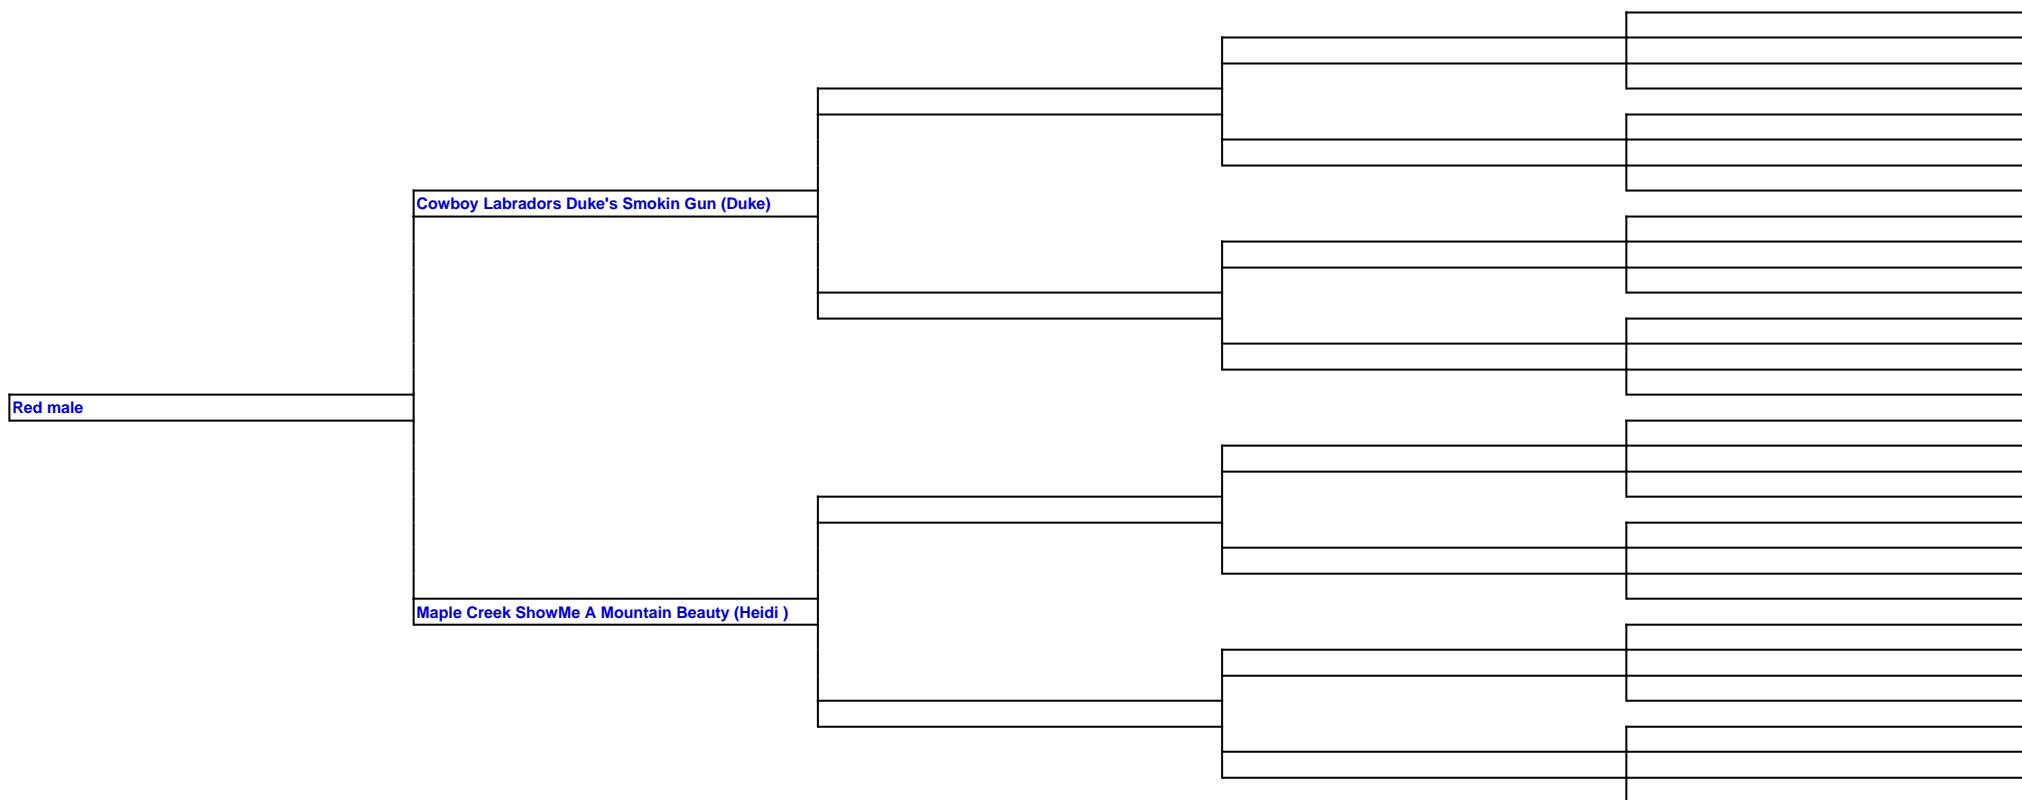 Cowboy Labradors Duke's Smokin Gun (Duke)
Red male
Maple Creek ShowMe A Mountain Beauty (Heidi )